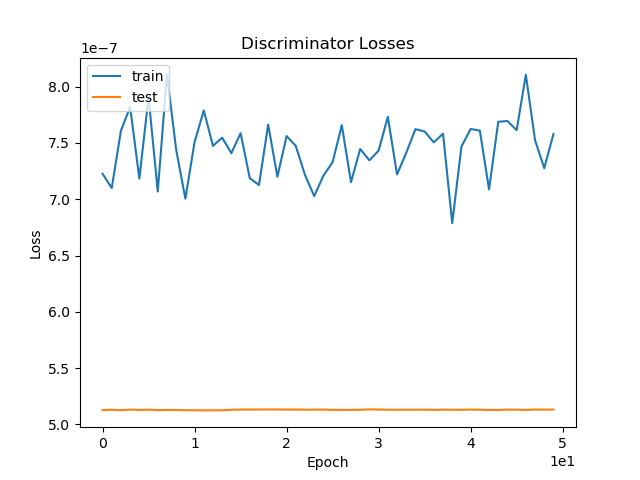 Discriminator Losses
1e−7
train
test
8.0
7.5
7.0
6.5
6.0
5.5
5.0
Loss
0 1 2 3 4 5
Epoch
1e1